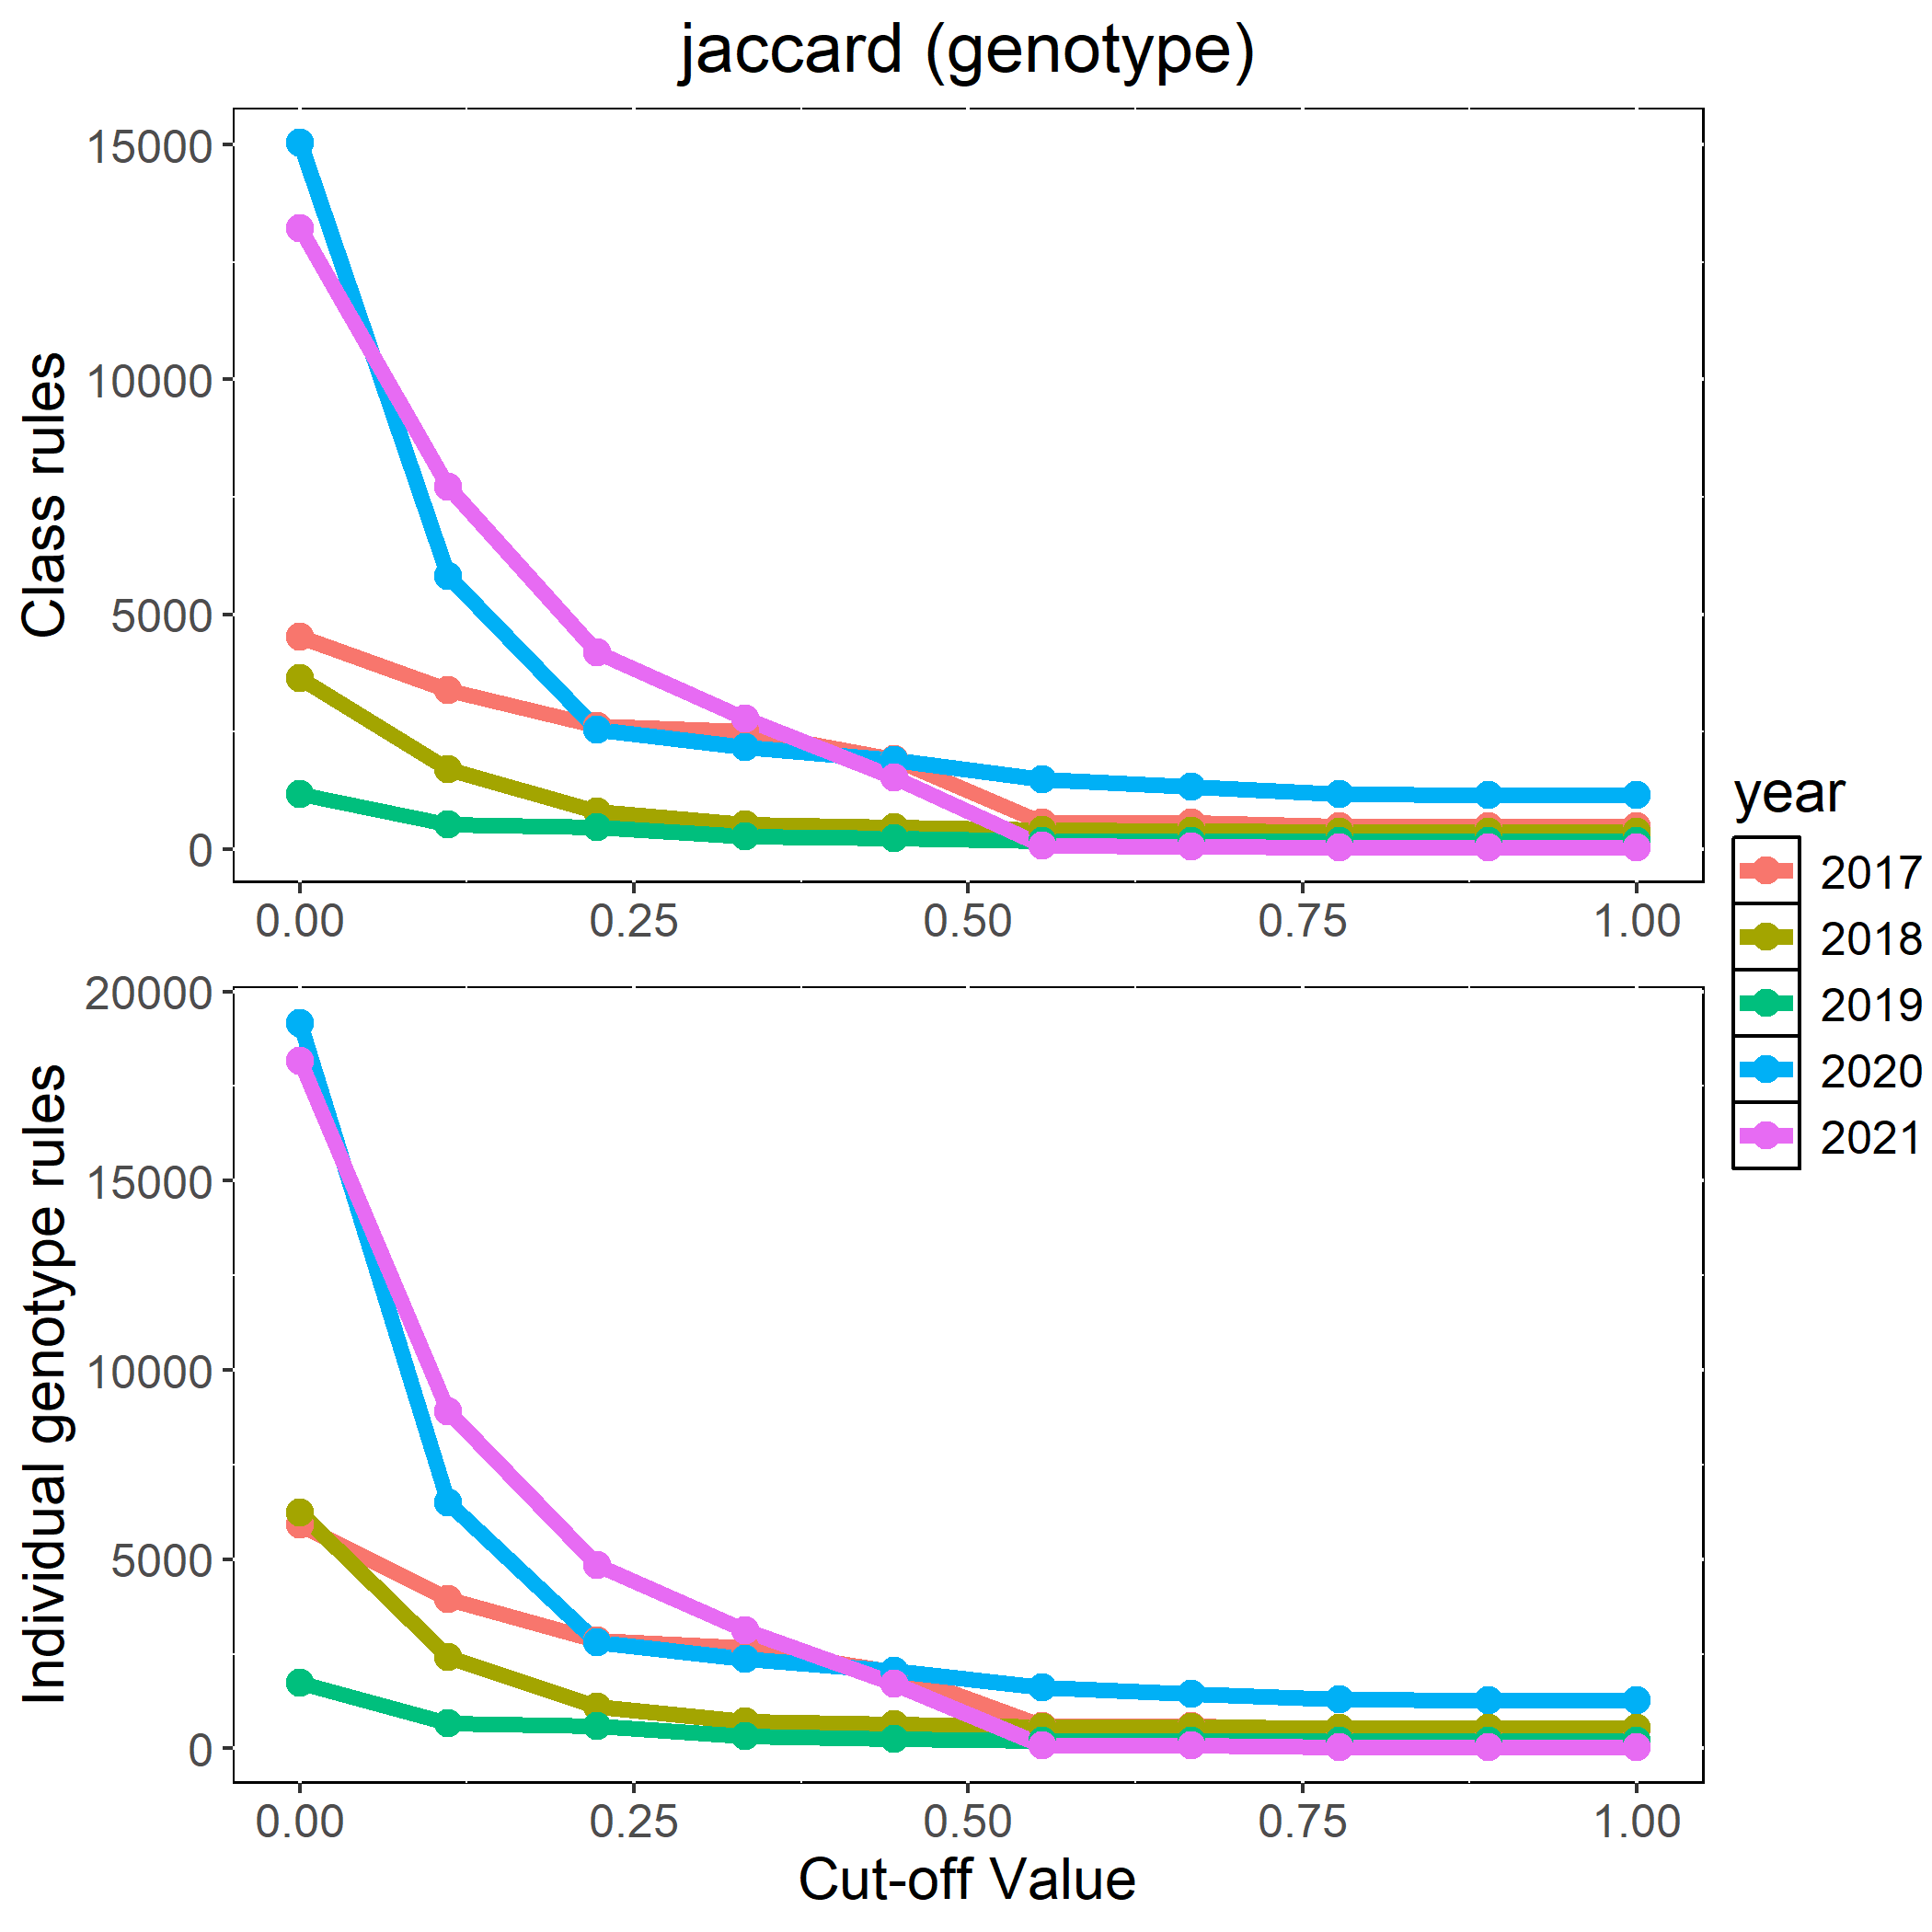 jaccard (genotype)
Class rules
15000
10000
5000
0
0.00 0.25 0.50 0.75 1.00
Individual genotype rules
20000
15000
10000
5000
0
0.00 0.25 0.50 0.75 1.00
Cut-off Value
year
2017
2018
2019
2020
2021